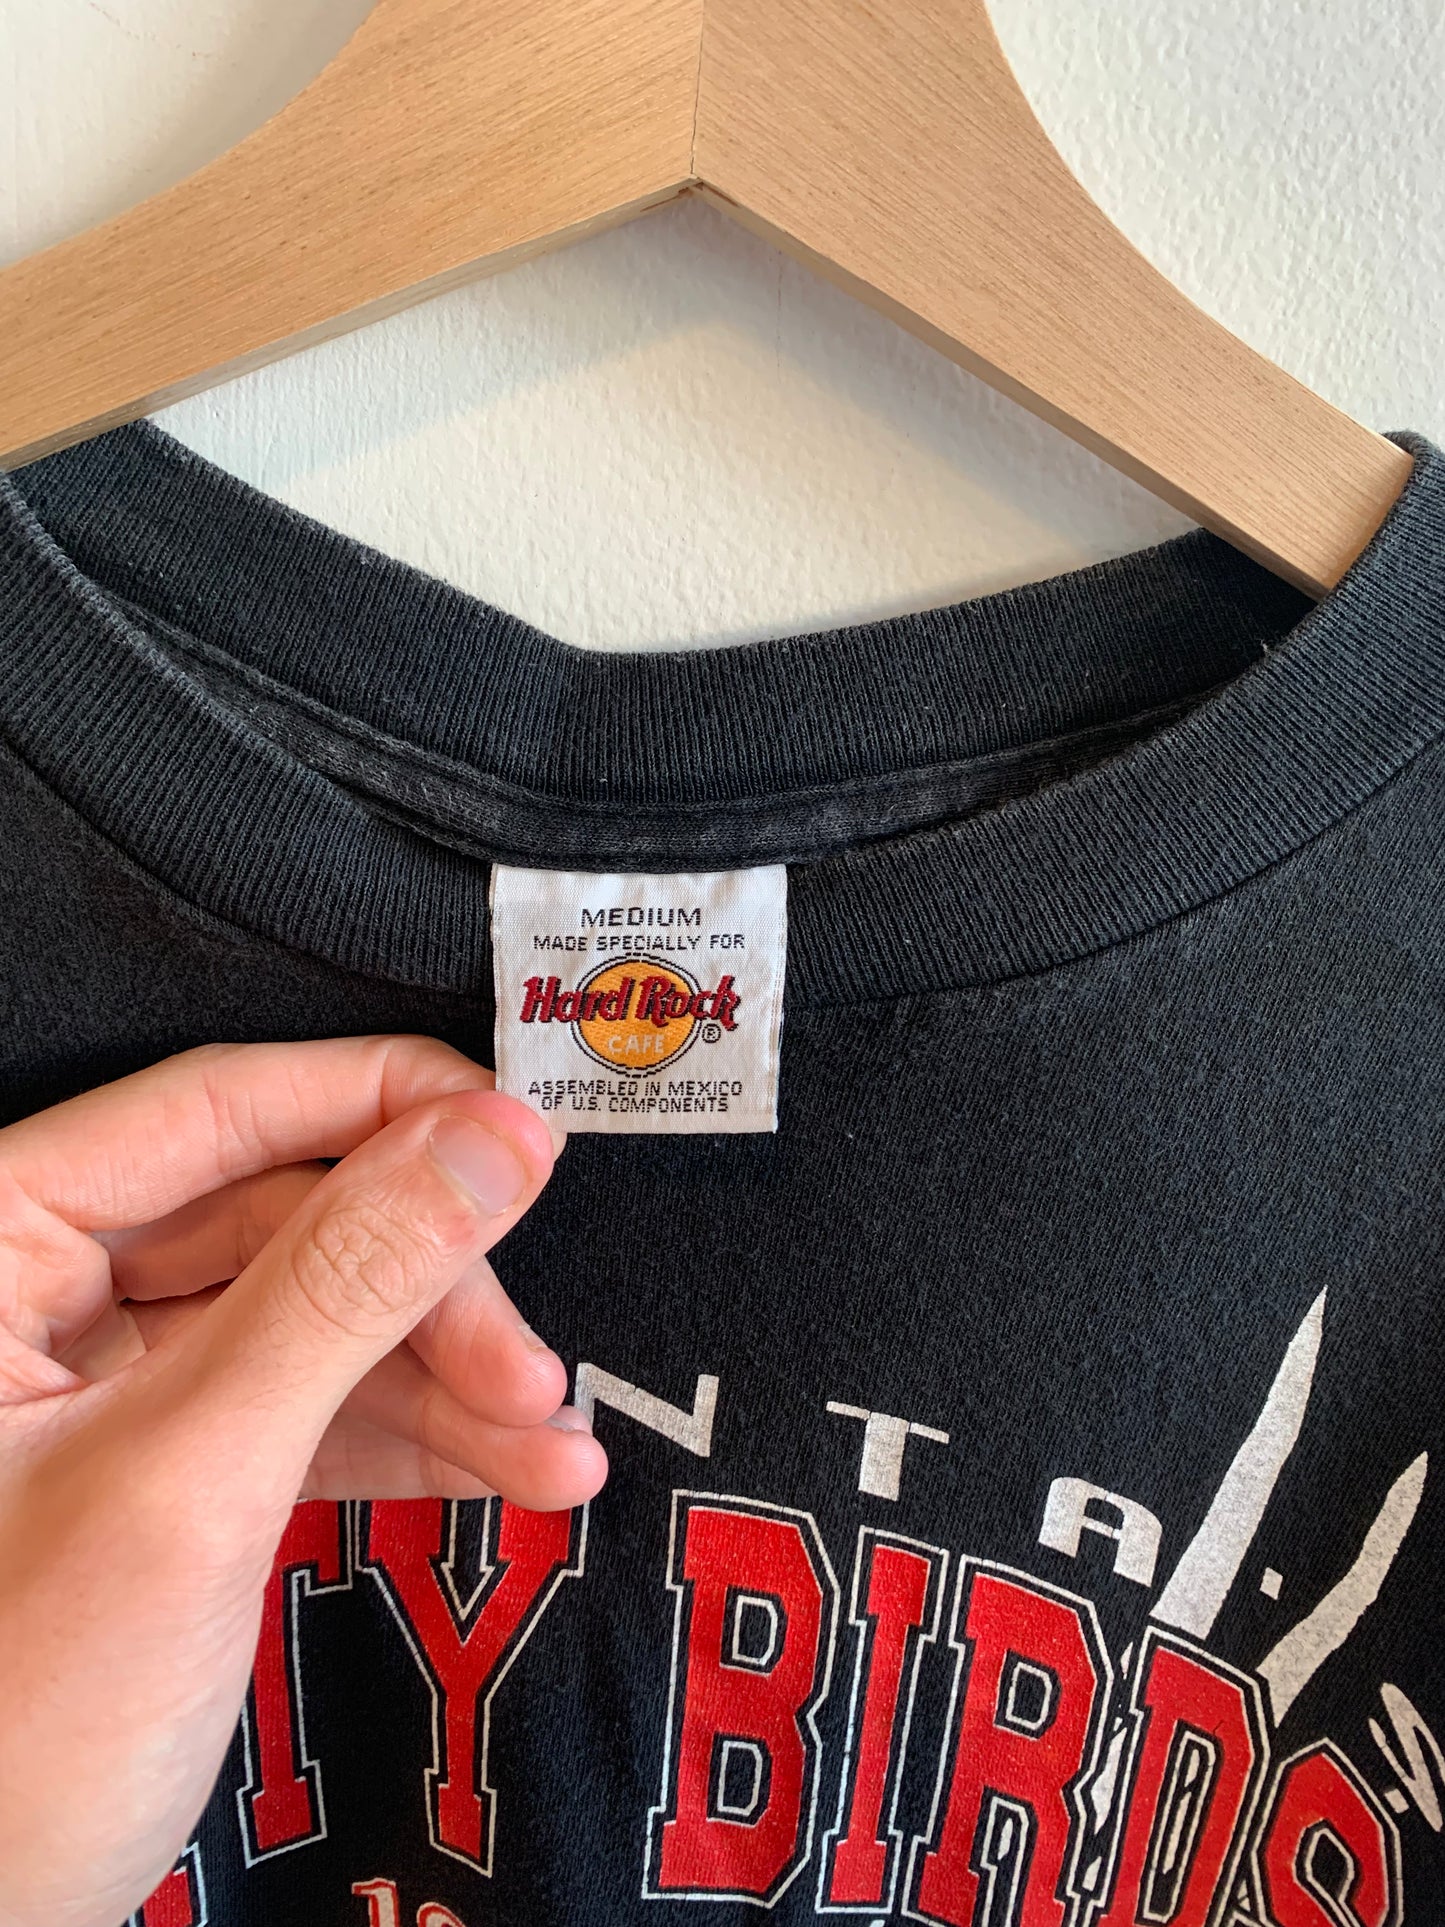 MEDIUM
MADE SPECIALLY FOR
Hard Rock
CAFE
®
ASSEMBLED IN MEXICO
OF U.S. COMPONENTS
NTA'S
TY BIRDS